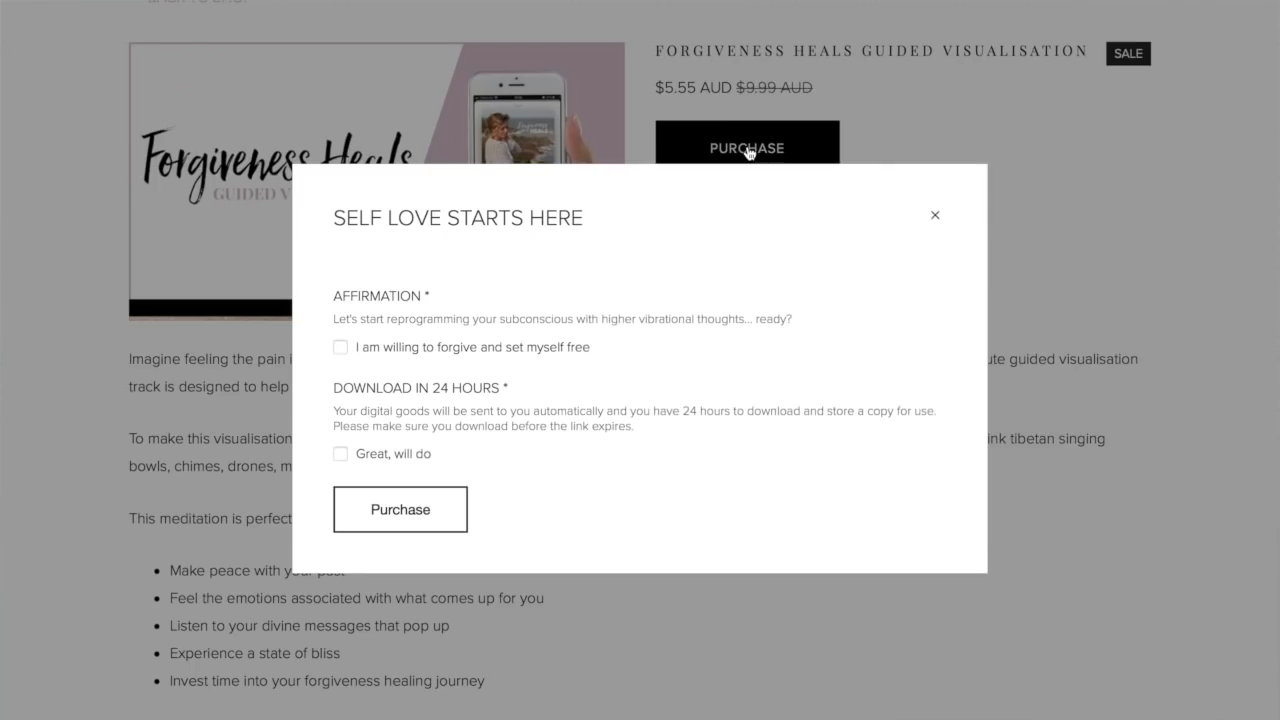 FORGIVENESS HEALS GUIDED VISUALISATION
SALE
$5.55 AUD $9.99 AUD
PURCHASE
Forgiveness Heals
GUIDED V
SELF LOVE STARTS HERE
×
AFFIRMATION *
Let's start reprogramming your subconscious with higher vibrational thoughts... ready?
I am willing to forgive and set myself free
DOWNLOAD IN 24 HOURS *
Your digital goods will be sent to you automatically and you have 24 hours to download and store a copy for use.
Please make sure you download before the link expires.
Great, will do
Purchase
Imagine feeling the pain i
ute guided visualisation
track is designed to help
To make this visualisation
ink tibetan singing
bowls, chimes, drones, m
This meditation is perfect
Make peace with your past
Feel the emotions associated with what comes up for you
Listen to your divine messages that pop up
Experience a state of bliss
Invest time into your forgiveness healing journey